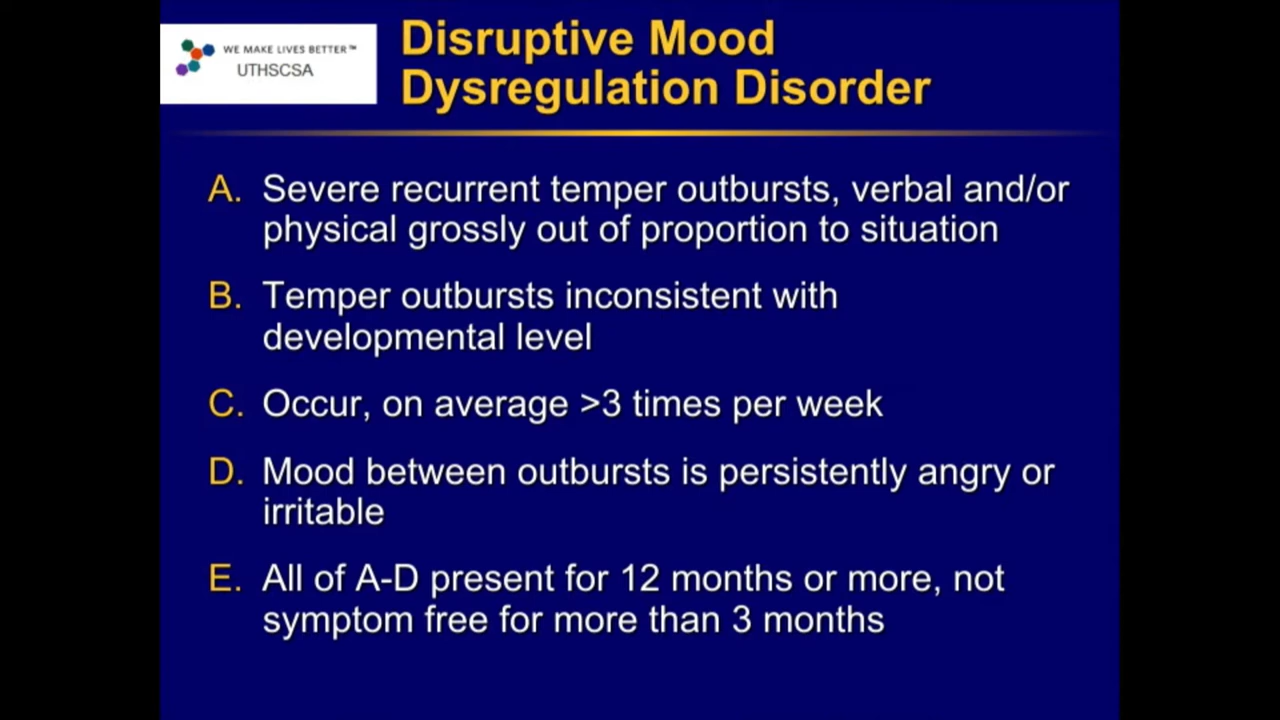 WE MAKE LIVES BETTER™
UTHSCSA
Disruptive Mood
Dysregulation Disorder
A. Severe recurrent temper outbursts, verbal and/or
physical grossly out of proportion to situation
B. Temper outbursts inconsistent with
developmental level
C. Occur, on average >3 times per week
D. Mood between outbursts is persistently angry or
irritable
E. All of A-D present for 12 months or more, not
symptom free for more than 3 months